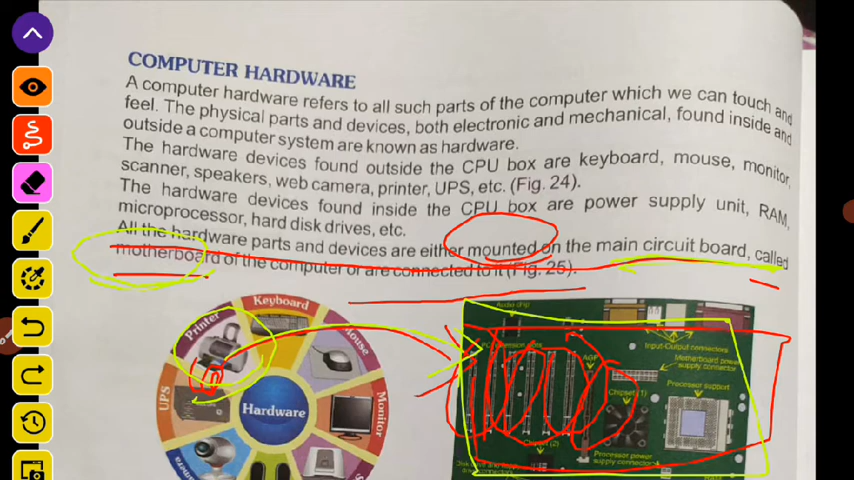 COMPUTER HARDWARE
A computer hardware refers to all such parts of the computer which we can touch and
feel. The physical parts and devices, both electronic and mechanical, found inside and
outside a computer system are known as hardware.
The hardware devices found outside the CPU box are keyboard, mouse, monitor,
scanner, speakers, web camera, printer, UPS, etc. (Fig. 24).
The hardware devices found inside the CPU box are power supply unit, RAM,
microprocessor, hard disk drives, etc.
All the hardware parts and devices are either mounted on the main circuit board, called
motherboard of the computer or are connected to it (Fig. 25).
Keyboard
Printer
Mouse
UPS
Hardware
Monitor
Audio chip
Input-Output connectors
AGP
Motherboard power
supply connector
Chipset (1)
Processor support
Chipset (2)
Processor power
supply connector